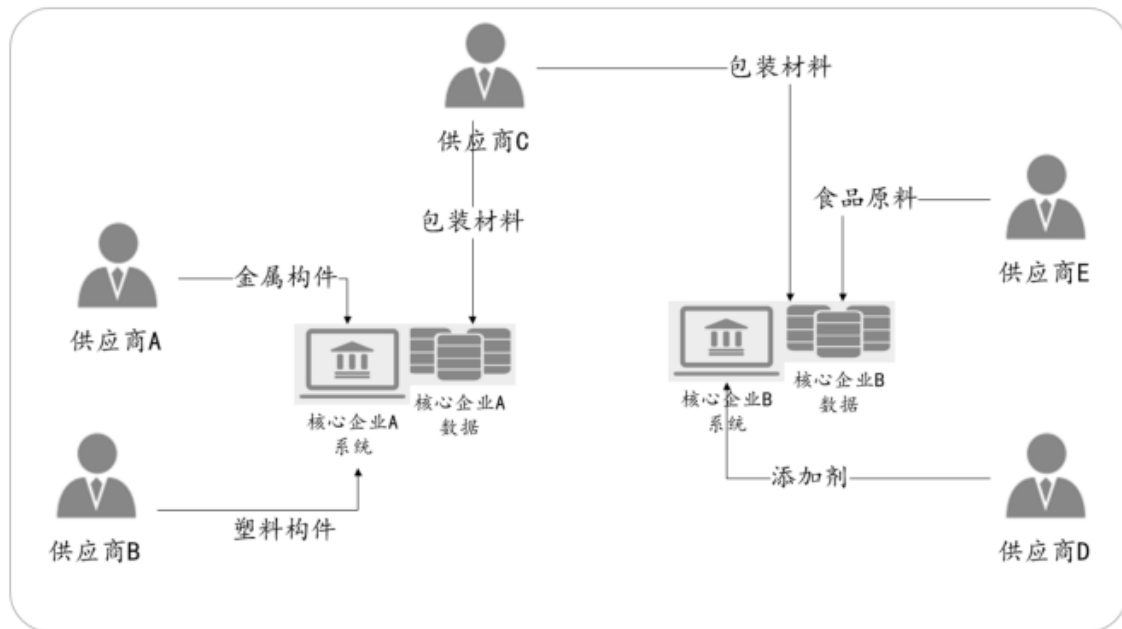 包装材料
供应商C
食品原料
包装材料
金属构件
供应商E
供应商A
核心企业A
系统
核心企业A
数据
核心企业B
系统
核心企业B
数据
添加剂
塑料构件
供应商B
供应商D